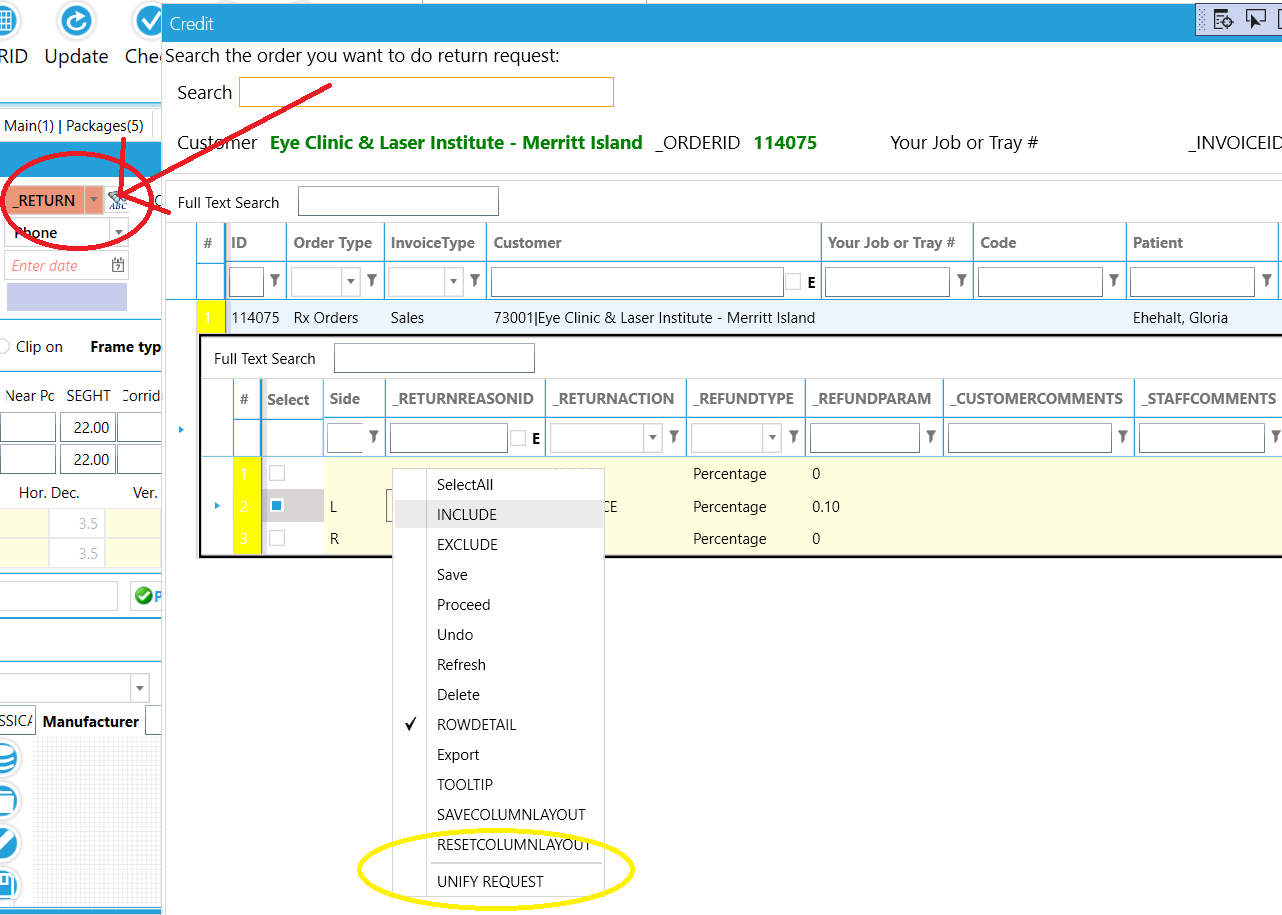 Credit
RID Update Chec
Search the order you want to do return request:
Search
Main(1) | Packages(5)
Customer Eye Clinic & Laser Institute - Merritt Island _ORDERID 114075 Your Job or Tray # _INVOICEID
_RETURN ABC
Full Text Search
Phone
Enter date
# ID Order Type InvoiceType Customer Your Job or Tray # Code Patient
E
1 114075 Rx Orders Sales 73001|Eye Clinic & Laser Institute - Merritt Island Ehehalt, Gloria
Clip on Frame typ
Full Text Search
Near Po SEGHT Corrid
# Select Side _RETURNREASONID _RETURNACTION _REFUNDTYPE _REFUNDPARAM _CUSTOMERCOMMENTS _STAFFCOMMENTS
22.00
E
22.00
1 Percentage 0
Hor. Dec. Ver.
2 L CE Percentage 0.10
3.5
3 R Percentage 0
3.5
SelectAll
INCLUDE
EXCLUDE
Save
Proceed
Undo
Refresh
Delete
ROWDETAIL
Export
TOOLTIP
SAVECOLUMNLAYOUT
RESETCOLUMNLAYOUT
UNIFY REQUEST
P
SSICA Manufacturer